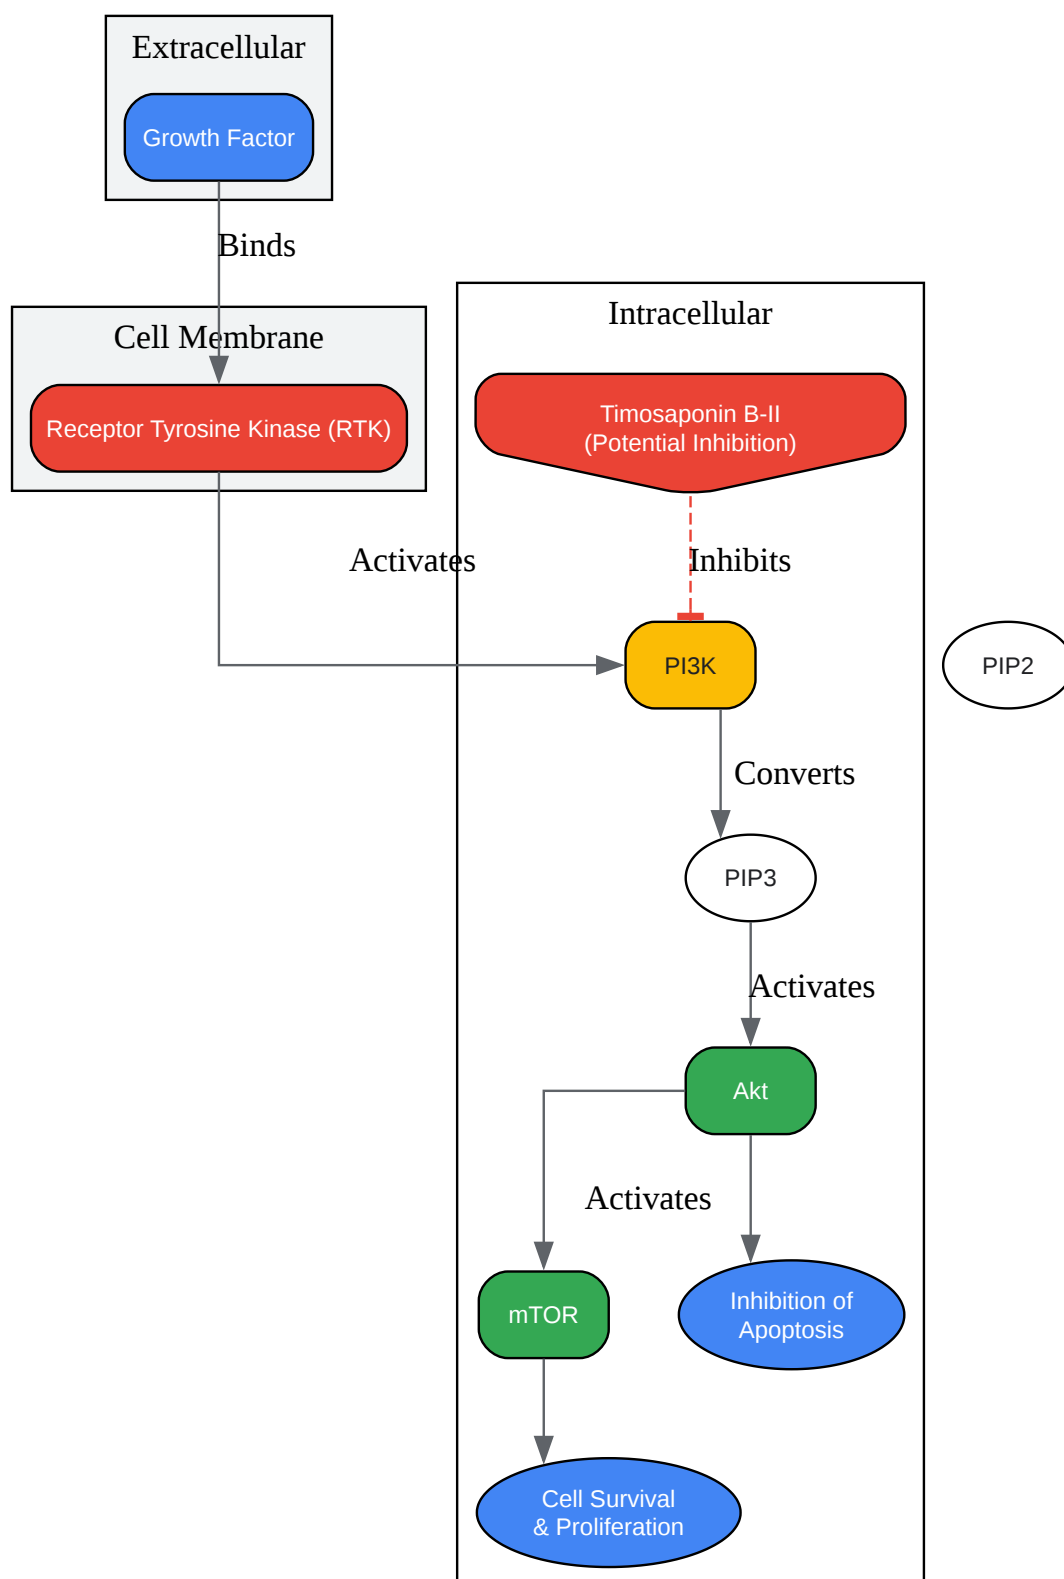 Extracellular
Growth Factor
Binds
Cell Membrane
Receptor Tyrosine Kinase (RTK)
Intracellular
Timosaponin B-II
(Potential Inhibition)
Activates
Inhibits
PI3K
PIP2
Converts
PIP3
Activates
Akt
Activates
mTOR
Inhibition of
Apoptosis
Cell Survival
& Proliferation